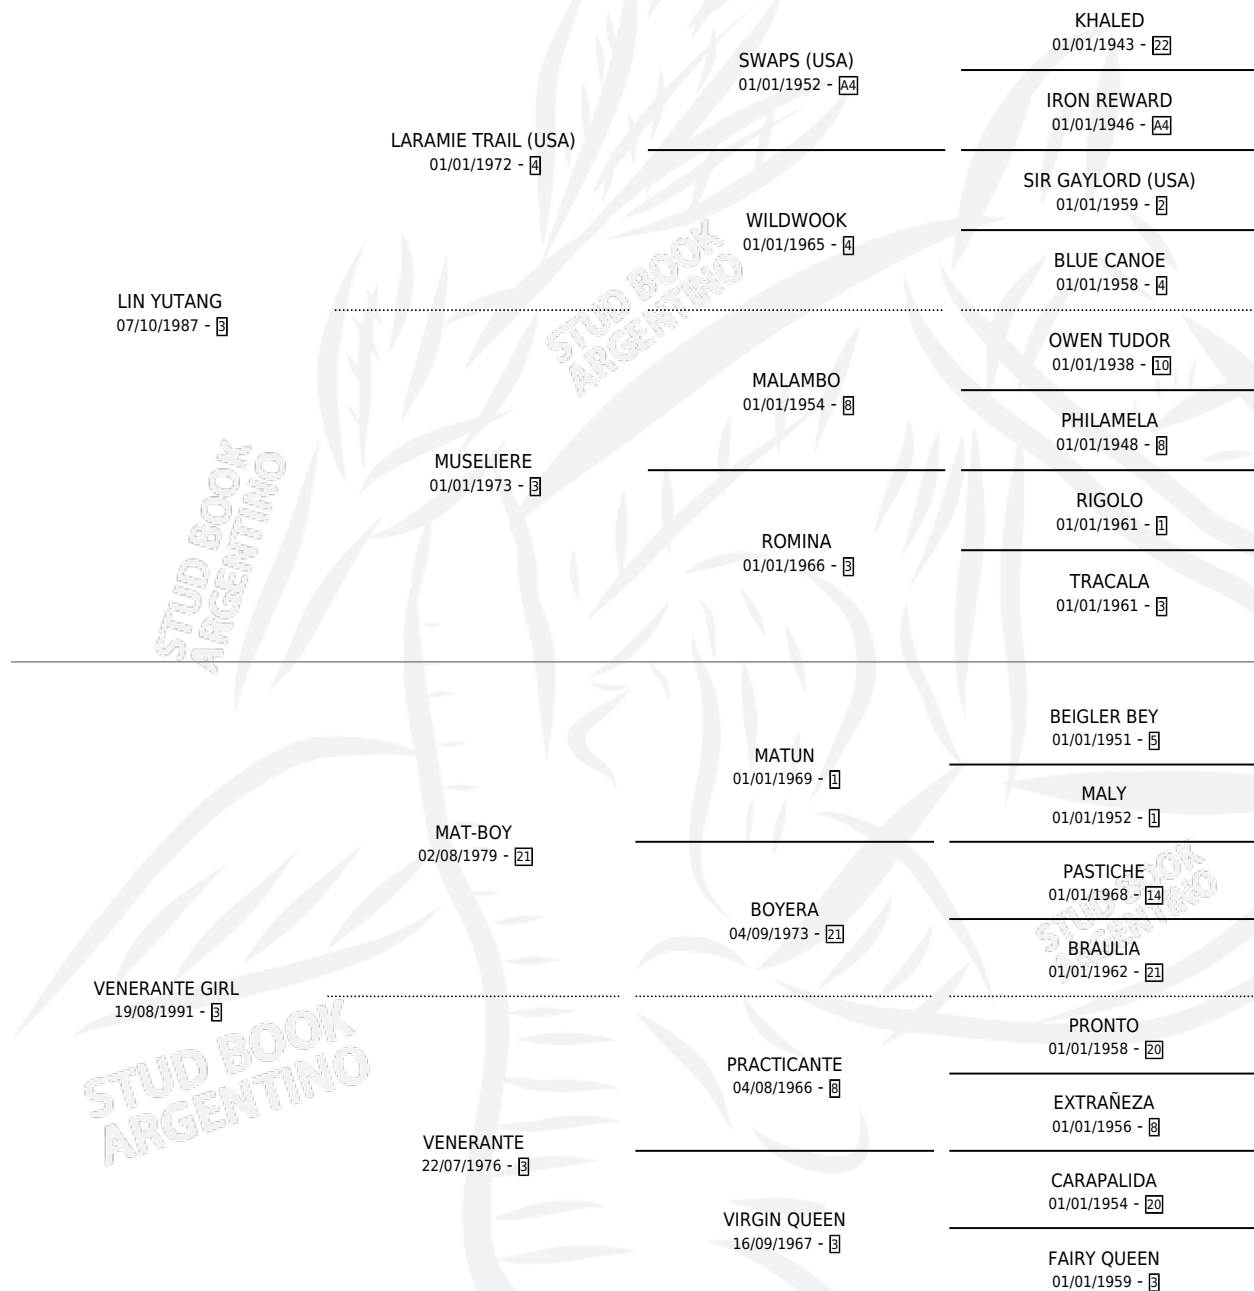 KHALED
01/01/1943 - 22
SWAPS (USA)
01/01/1952 - A4
IRON REWARD
01/01/1946 - A4
LARAMIE TRAIL (USA)
01/01/1972 - 4
SIR GAYLORD (USA)
01/01/1959 - 2
WILDWOOK
01/01/1965 - 4
BLUE CANOE
01/01/1958 - 4
LIN YUTANG
07/10/1987 - 3
OWEN TUDOR
01/01/1938 - 10
MALAMBO
01/01/1954 - 8
PHILAMELA
01/01/1948 - 8
MUSELIERE
01/01/1973 - 3
RIGOLO
01/01/1961 - 1
ROMINA
01/01/1966 - 3
TRACALA
01/01/1961 - 3
BEIGLER BEY
01/01/1951 - 5
MATUN
01/01/1969 - 1
MALY
01/01/1952 - 1
MAT-BOY
02/08/1979 - 21
PASTICHE
01/01/1968 - 14
BOYERA
04/09/1973 - 21
BRAULIA
01/01/1962 - 21
VENERANTE GIRL
19/08/1991 - 3
PRONTO
01/01/1958 - 20
PRACTICANTE
04/08/1966 - 8
EXTRAÑEZA
01/01/1956 - 8
VENERANTE
22/07/1976 - 3
CARAPALIDA
01/01/1954 - 20
VIRGIN QUEEN
16/09/1967 - 3
FAIRY QUEEN
01/01/1959 - 3
STUD BOOK
ARGENTINO
STUD BOOK
ARGENTINO
STUD BOOK
ARGENTINO
STUD BOOK
ARGENTINO